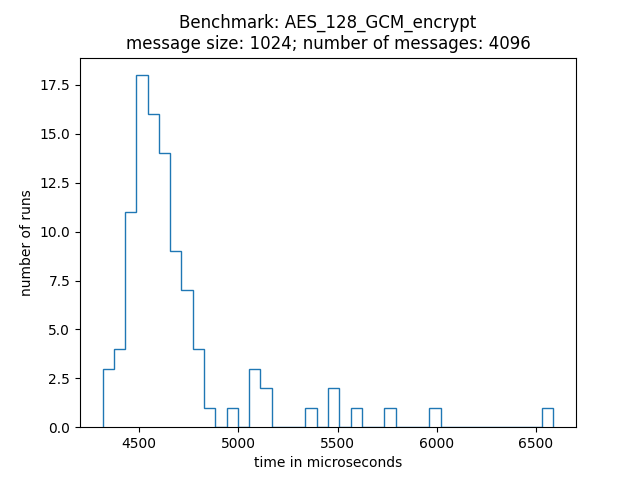 Benchmark: AES_128_GCM_encrypt
message size: 1024; number of messages: 4096
17.5
15.0
12.5
10.0
7.5
5.0
2.5
0.0
number of runs
4500 5000 5500 6000 6500
time in microseconds